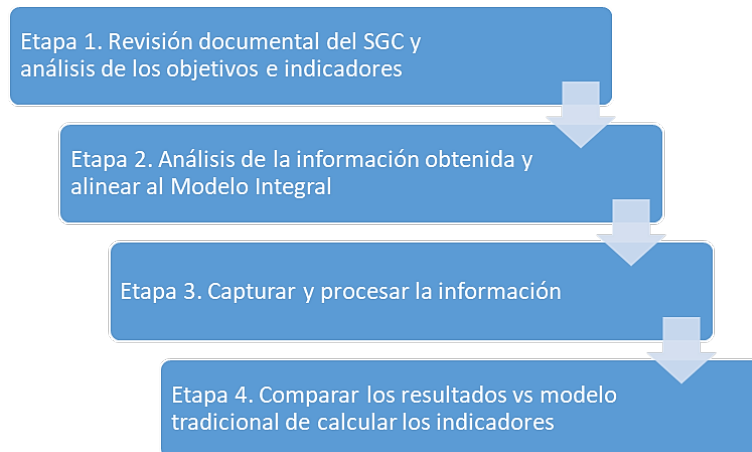 Etapa 1. Revisión documental del SGC y
análisis de los objetivos e indicadores
Etapa 2. Análisis de la información obtenida y
alinear al Modelo Integral
Etapa 3. Capturar y procesar la información
Etapa 4. Comparar los resultados vs modelo
tradicional de calcular los indicadores